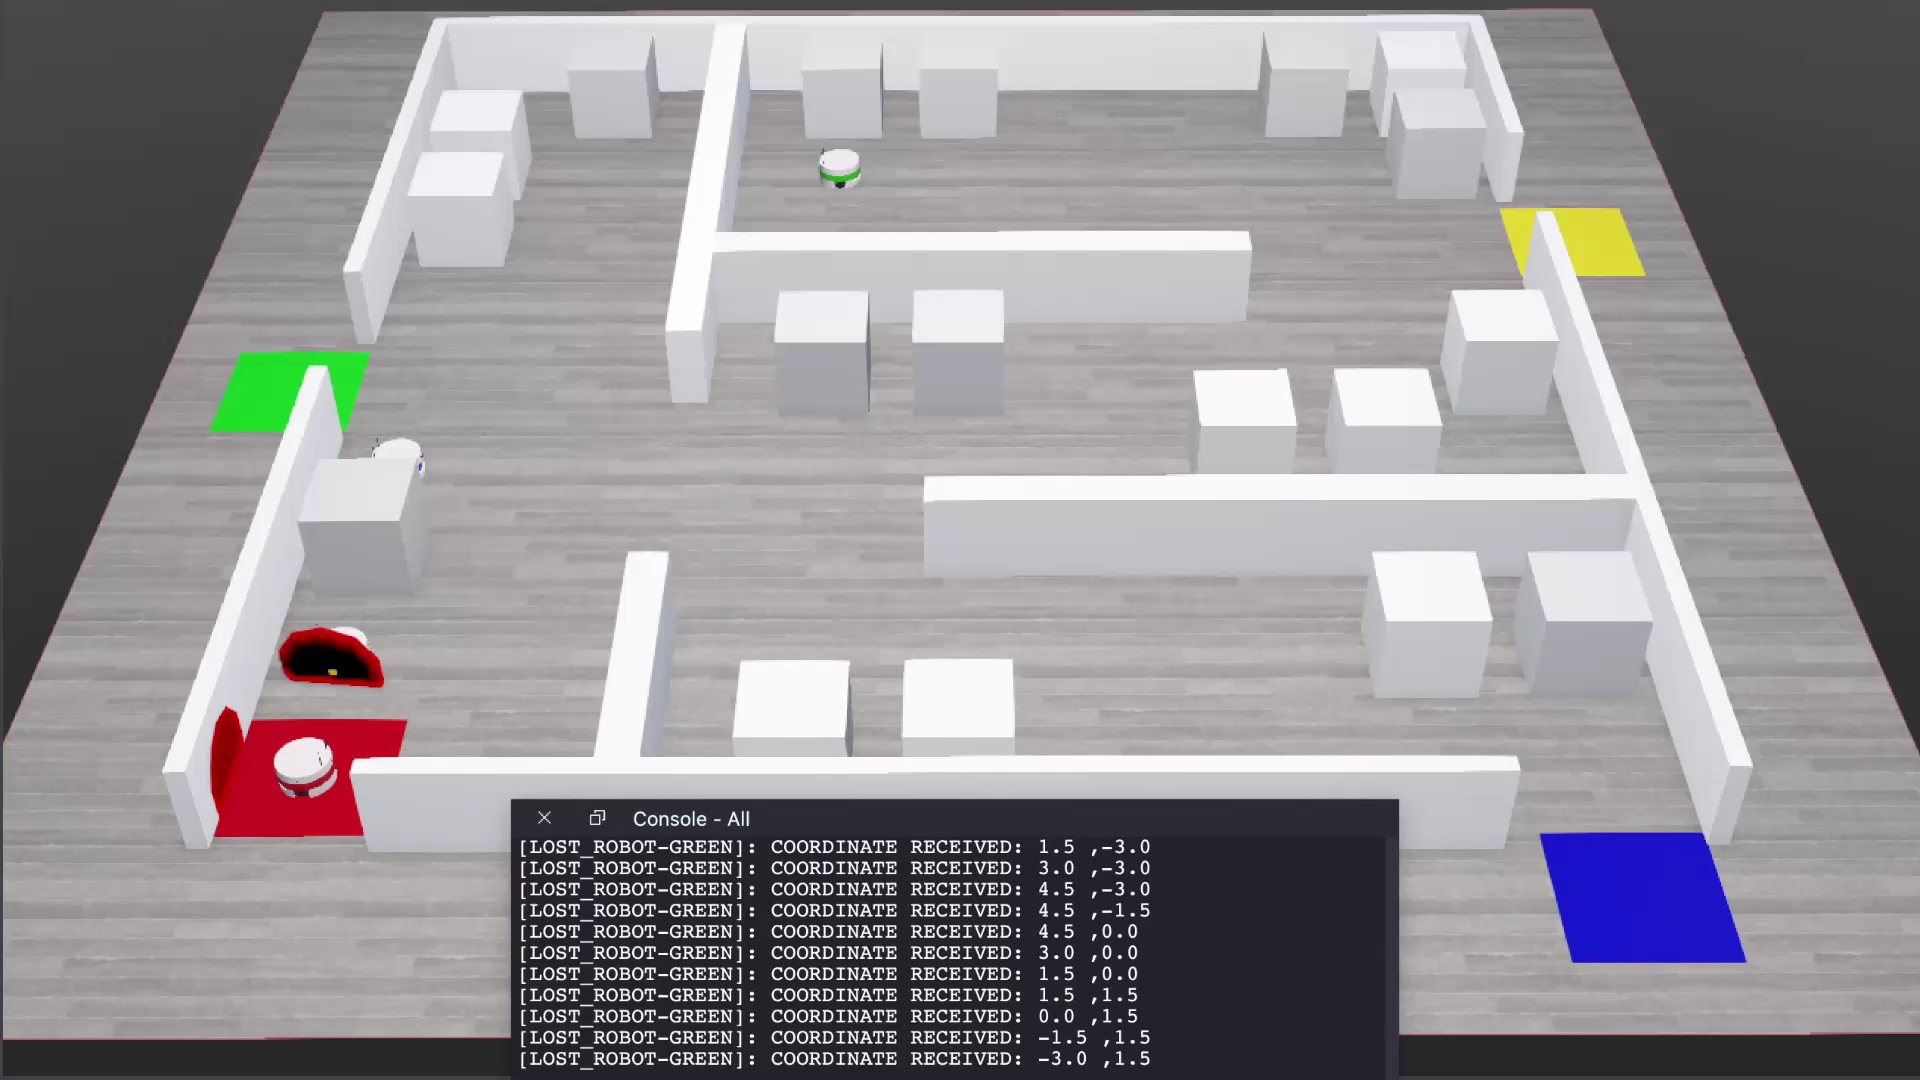 Console - All
[LOST_ROBOT-GREEN]: COORDINATE RECEIVED: 1.5 ,-3.0
[LOST_ROBOT-GREEN]: COORDINATE RECEIVED: 3.0 ,-3.0
[LOST_ROBOT-GREEN]: COORDINATE RECEIVED: 4.5 ,-3.0
[LOST_ROBOT-GREEN]: COORDINATE RECEIVED: 4.5 ,-1.5
[LOST_ROBOT-GREEN]: COORDINATE RECEIVED: 4.5 ,0.0
[LOST_ROBOT-GREEN]: COORDINATE RECEIVED: 3.0 ,0.0
[LOST_ROBOT-GREEN]: COORDINATE RECEIVED: 1.5 ,0.0
[LOST_ROBOT-GREEN]: COORDINATE RECEIVED: 1.5 ,1.5
[LOST_ROBOT-GREEN]: COORDINATE RECEIVED: 0.0 ,1.5
[LOST_ROBOT-GREEN]: COORDINATE RECEIVED: -1.5 ,1.5
[LOST_ROBOT-GREEN]: COORDINATE RECEIVED: -3.0 ,1.5